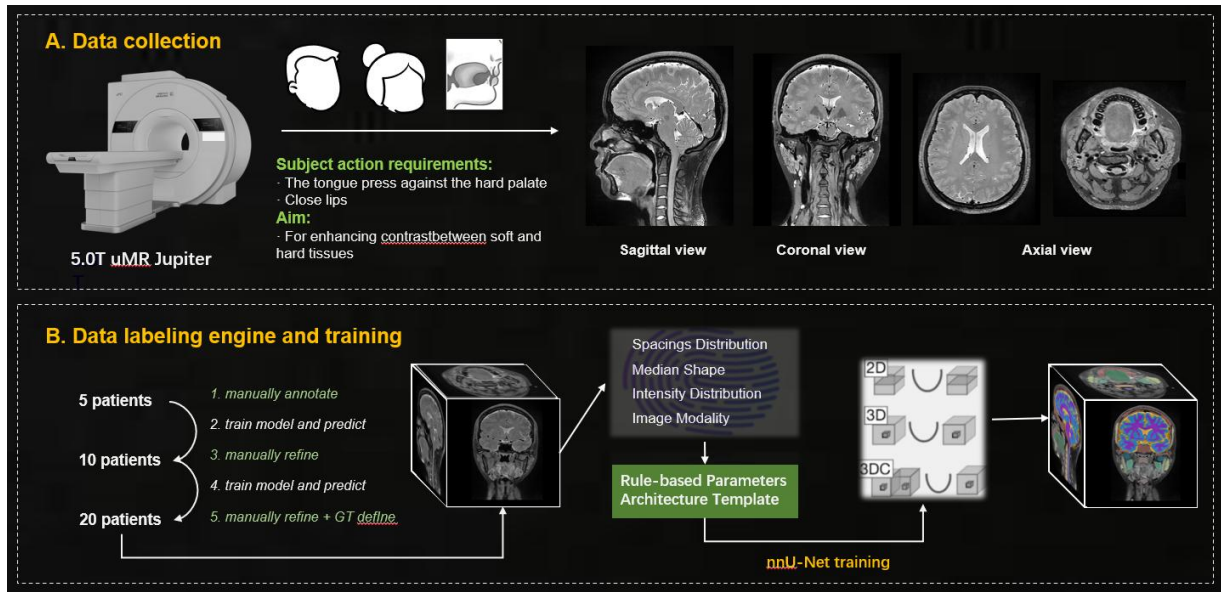 A. Data collection
Subject action requirements:
· The tongue press against the hard palate
· Close lips
Aim:
· For enhancing contrastbetween soft and
hard tissues
5.0T uMR Jupiter
T
Sagittal view
Coronal view
Axial view
B. Data labeling engine and training
5 patients
10 patients
20 patients
1. manually annotate
2. train model and predict
3. manually refine
4. train model and predict
5. manually refine + GT defIne
Spacings Distribution
Median Shape
Intensity Distribution
Image Modality
Rule-based Parameters
Architecture Template
2D
3D
3DC
nnU-Net training